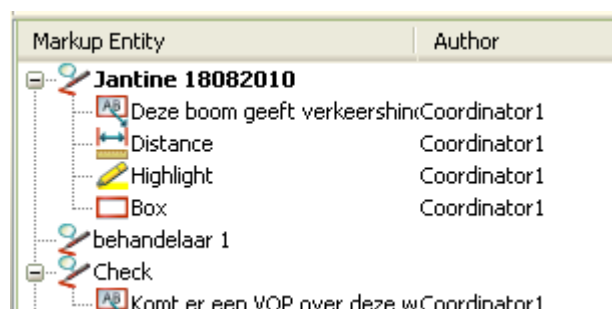 Markup Entity Author
Jantine 18082010
Deze boom geeft verkeershin Coordinator1
Distance Coordinator1
Highlight Coordinator1
Box Coordinator1
behandelaar 1
Check
Komt er een VOP over deze w Coordinator1